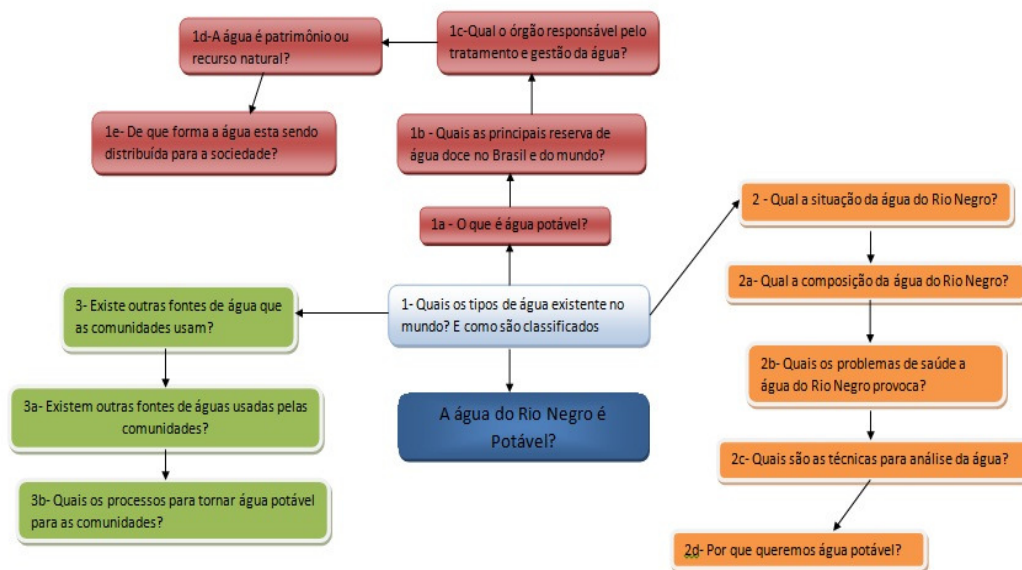 1d-A água é patrimônio ou
recurso natural?
1c-Qual o órgão responsável pelo
tratamento e gestão da água?
1e- De que forma a água esta sendo
distribuída para a sociedade?
1b - Quais as principais reserva de
água doce no Brasil e do mundo?
1a - O que é água potável?
2 - Qual a situação da água do Rio Negro?
2a- Qual a composição da água do Rio Negro?
3- Existe outras fontes de água que
as comunidades usam?
1- Quais os tipos de água existente no
mundo? E como são classificados
2b- Quais os problemas de saúde a
água do Rio Negro provoca?
3a- Existem outras fontes de águas usadas pelas
comunidades?
A água do Rio Negro é
Potável?
2c- Quais são as técnicas para análise da água?
3b- Quais os processos para tornar água potável
para as comunidades?
2d- Por que queremos água potável?